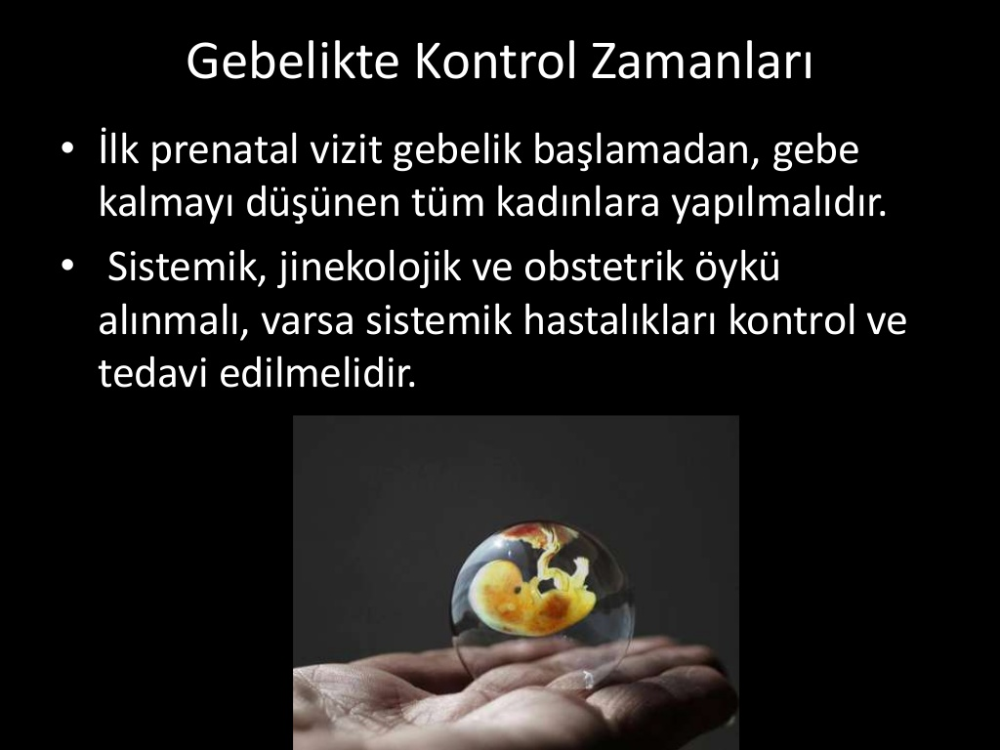 Gebelikte Kontrol Zamanları
• İlk prenatal vizit gebelik başlamadan, gebe
kalmayı düşünen tüm kadınlara yapılmalıdır.
• Sistemik, jinekolojik ve obstetrik öykü
alınmalı, varsa sistemik hastalıkları kontrol ve
tedavi edilmelidir.